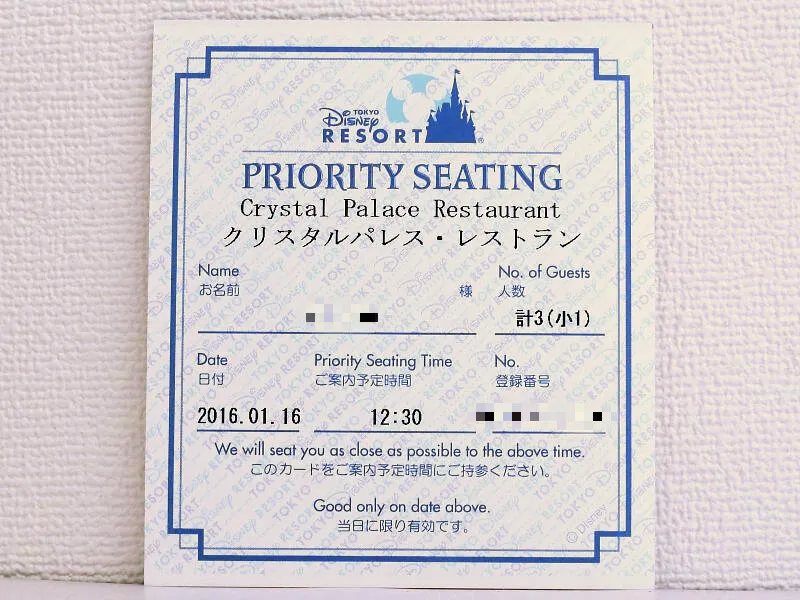 TOKYO
Disney
RESORT®
PRIORITY SEATING
Crystal Palace Restaurant
クリスタルパレス・レストラン
Name
お名前 様
No. of Guests
人数
計3(小1)
Date
日付
2016.01.16
Priority Seating Time
ご案内予定時間
12:30
No.
登録番号
We will seat you as close as possible to the above time.
このカードをご案内予定時間にご持参ください。
Good only on date above.
当日に限り有効です。
©Disney